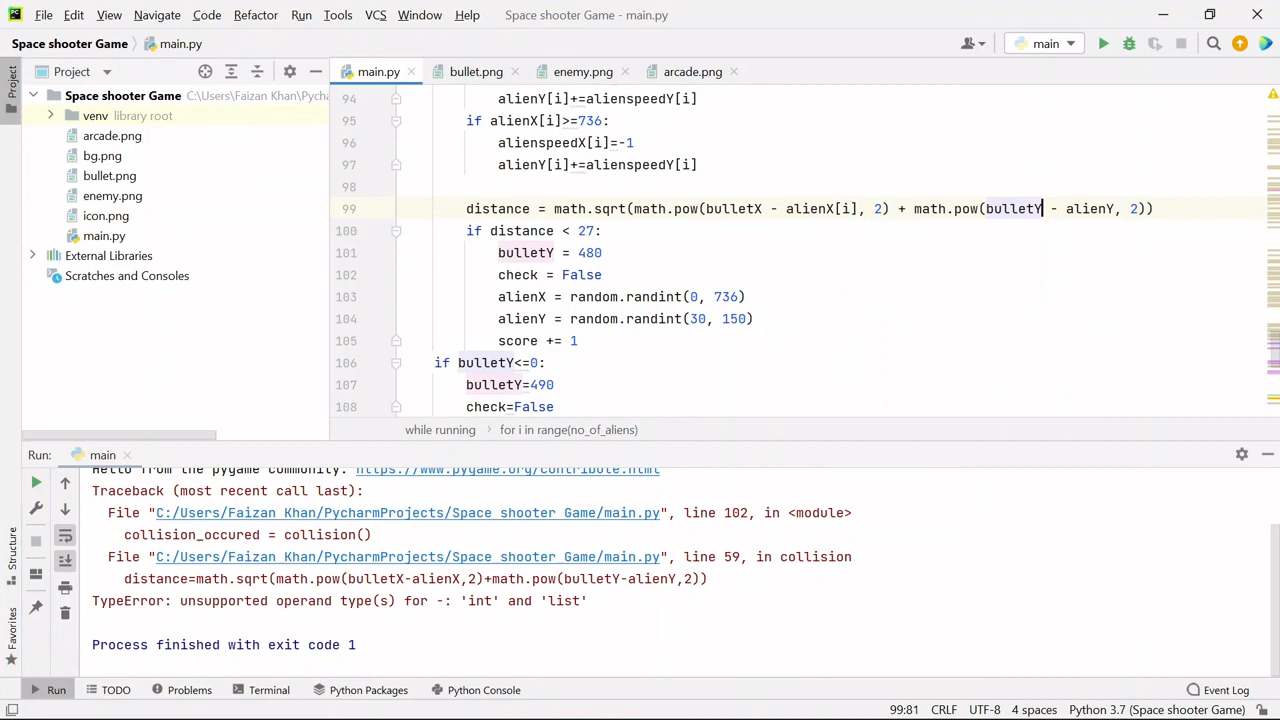 File Edit View Navigate Code Refactor Run Tools VCS Window Help Space shooter Game - main.py
Space shooter Game main.py main
Project main.py bullet.png enemy.png arcade.png
Space shooter Game C:\Users\Faizan Khan\Pycharm
venv library root
arcade.png
bg.png
bullet.png
enemy.png
icon.png
main.py
External Libraries
Scratches and Consoles
94 alienY[i]+=alienspeedY[i]
95 if alienX[i]>=736:
96 alienspeedX[i]=-1
97 alienY[i]+=alienspeedY[i]
98
99 distance = math.sqrt(math.pow(bulletX - alienX[i], 2) + math.pow(bulletY - alienY, 2))
100 if distance < 27:
101 bulletY = 480
102 check = False
103 alienX = random.randint(0, 736)
104 alienY = random.randint(30, 150)
105 score +=
106 if bulletY<=0:
107 bulletY=490
108 check=False
while running for i in range(no_of_aliens)
Run: main
Hello from the pygame community. https://www.pygame.org/contribute.html
Traceback (most recent call last):
File "C:/Users/Faizan Khan/PycharmProjects/Space shooter Game/main.py", line 102, in <module>
collision_occured = collision()
File "C:/Users/Faizan Khan/PycharmProjects/Space shooter Game/main.py", line 59, in collision
distance=math.sqrt(math.pow(bulletX-alienX,2)+math.pow(bulletY-alienY,2))
TypeError: unsupported operand type(s) for -: 'int' and 'list'
Process finished with exit code 1
Project
Structure
Favorites
Run TODO Problems Terminal Python Packages Python Console Event Log
99:81 CRLF UTF-8 4 spaces Python 3.7 (Space shooter Game)